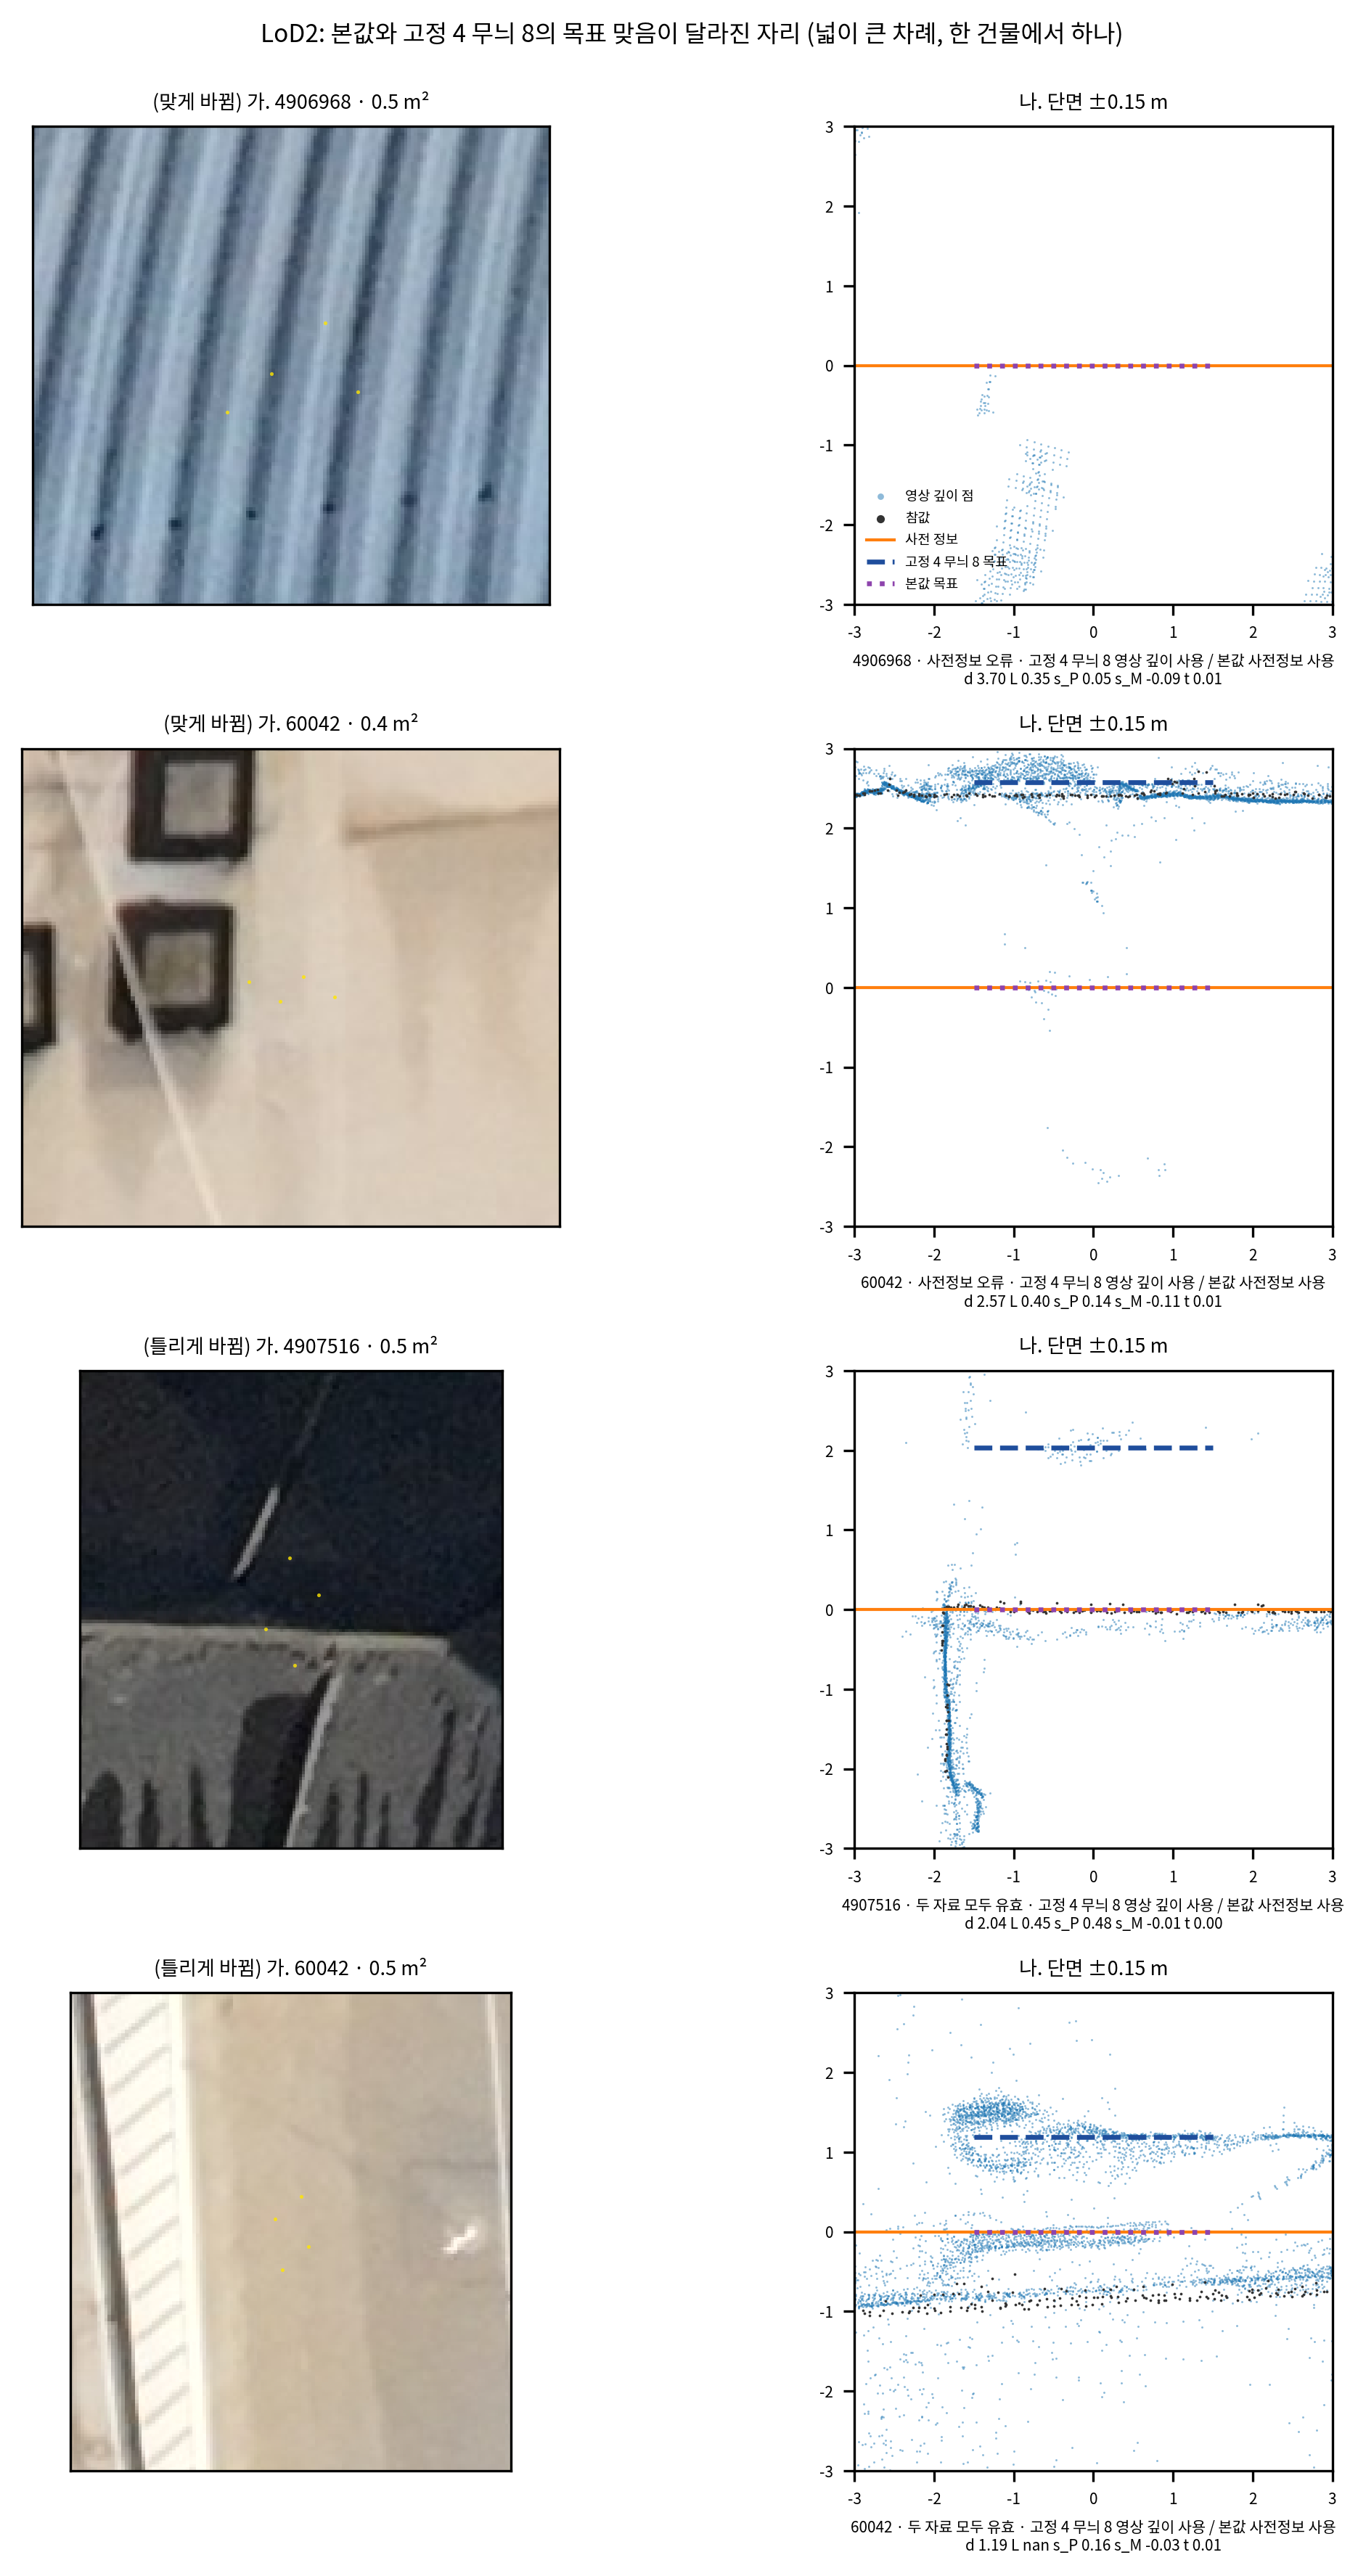 LoD2: 본값와 고정 4 무늬 8의 목표 맞음이 달라진 자리 (넓이 큰 차례, 한 건물에서 하나)
(맞게 바뀜) 가. 4906968 · 0.5 m²
나. 단면 ±0.15 m
3
2
1
0
-1
-2
-3
영상 깊이 점
참값
사전 정보
고정 4 무늬 8 목표
본값 목표
-3 -2 -1 0 1 2 3
4906968 · 사전정보 오류 · 고정 4 무늬 8 영상 깊이 사용 / 본값 사전정보 사용
d 3.70 L 0.35 s_P 0.05 s_M -0.09 t 0.01
(맞게 바뀜) 가. 60042 · 0.4 m²
나. 단면 ±0.15 m
3
2
1
0
-1
-2
-3
-3 -2 -1 0 1 2 3
60042 · 사전정보 오류 · 고정 4 무늬 8 영상 깊이 사용 / 본값 사전정보 사용
d 2.57 L 0.40 s_P 0.14 s_M -0.11 t 0.01
(틀리게 바뀜) 가. 4907516 · 0.5 m²
나. 단면 ±0.15 m
3
2
1
0
-1
-2
-3
-3 -2 -1 0 1 2 3
4907516 · 두 자료 모두 유효 · 고정 4 무늬 8 영상 깊이 사용 / 본값 사전정보 사용
d 2.04 L 0.45 s_P 0.48 s_M -0.01 t 0.00
(틀리게 바뀜) 가. 60042 · 0.5 m²
나. 단면 ±0.15 m
3
2
1
0
-1
-2
-3
-3 -2 -1 0 1 2 3
60042 · 두 자료 모두 유효 · 고정 4 무늬 8 영상 깊이 사용 / 본값 사전정보 사용
d 1.19 L nan s_P 0.16 s_M -0.03 t 0.01